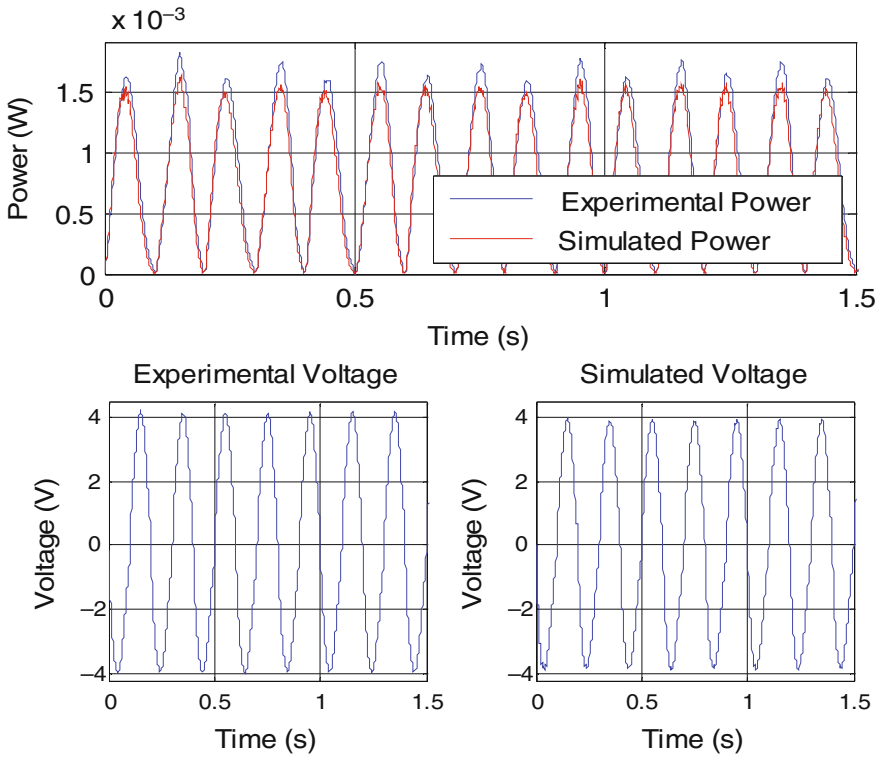 x 10⁻³
Power (W)
1.5
1
0.5
0
Experimental Power
Simulated Power
0 0.5 1 1.5
Time (s)
Experimental Voltage
Voltage (V)
4
2
0
−2
−4
0 0.5 1 1.5
Time (s)
Simulated Voltage
Voltage (V)
4
2
0
−2
−4
0 0.5 1 1.5
Time (s)